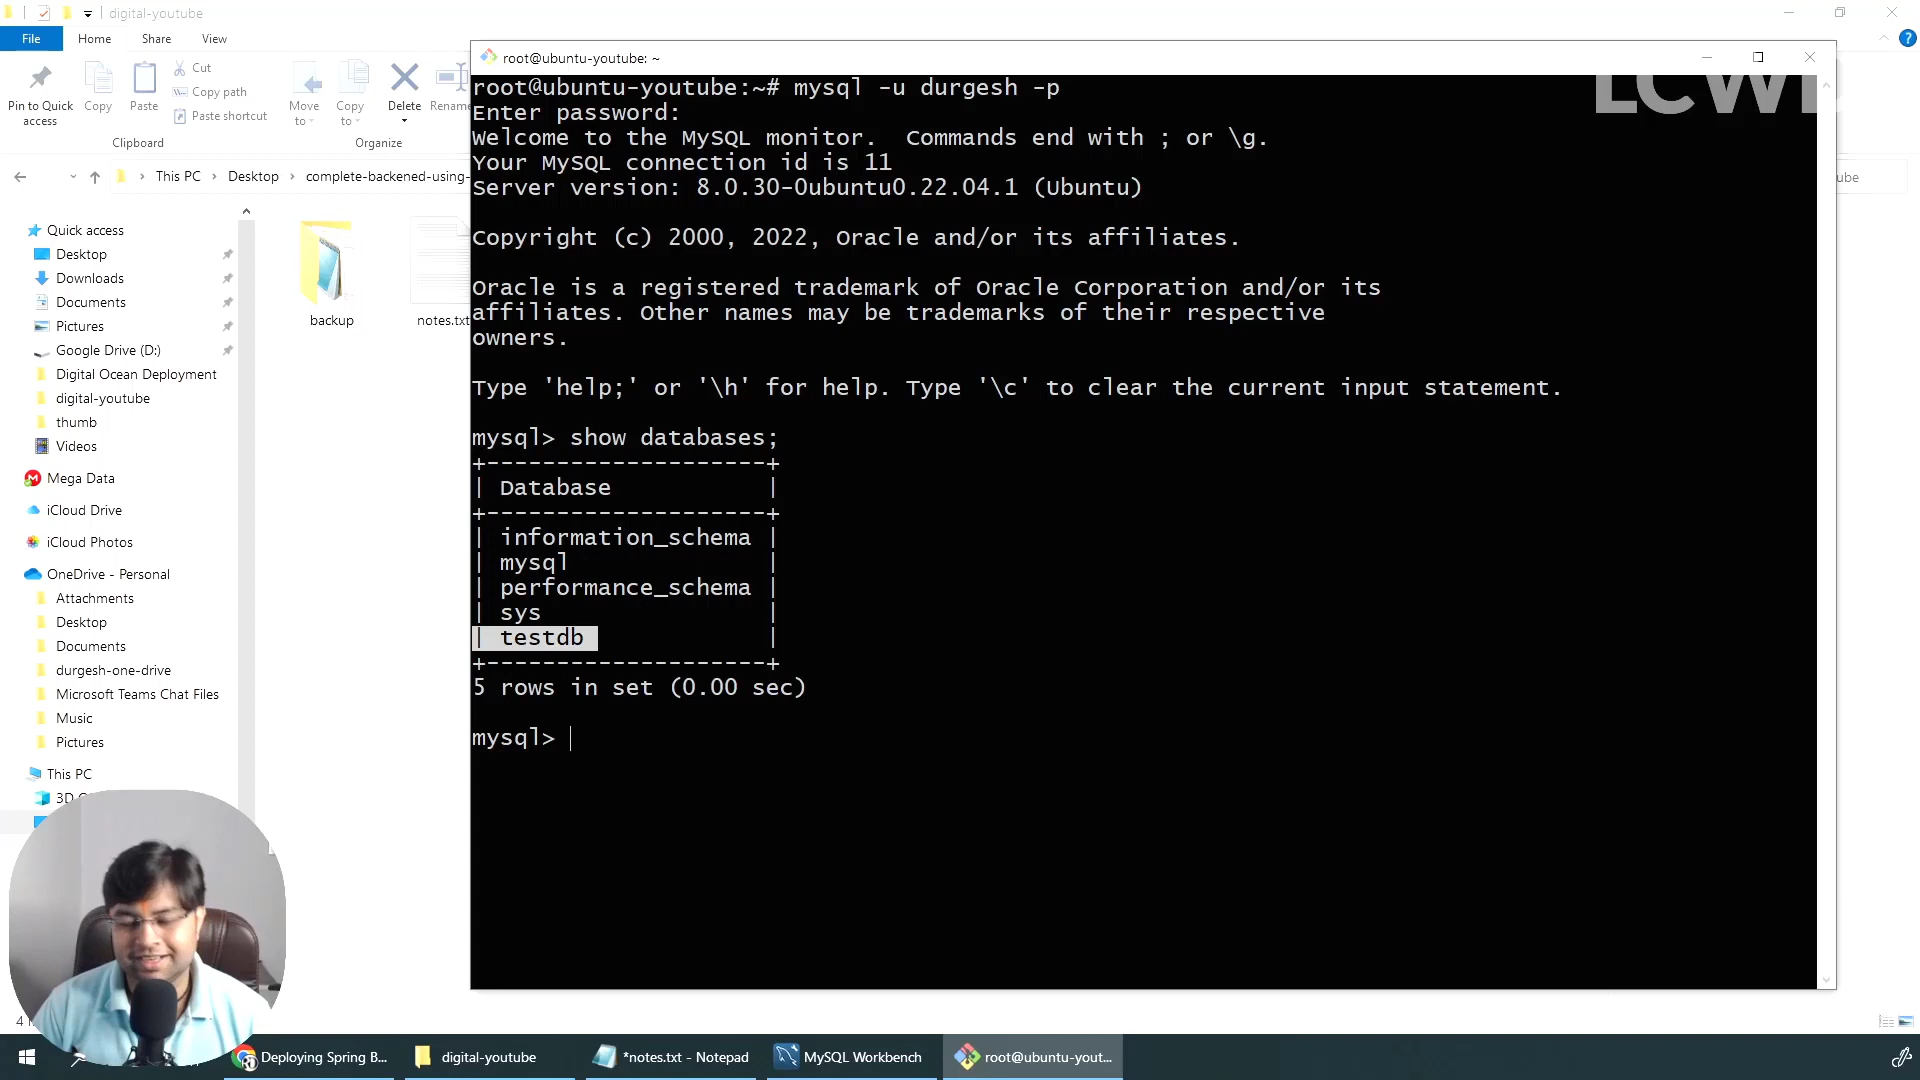 digital-youtube
File
Home
Share
View
Pin to Quick
access
Copy
Paste
Cut
Copy path
Paste shortcut
Move
to
Copy
to
Delete
Rename
Clipboard
Organize
This PC
Desktop
complete-backened-using-
ube
Quick access
Desktop
Downloads
Documents
Pictures
Google Drive (D:)
Digital Ocean Deployment
digital-youtube
thumb
Videos
Mega Data
iCloud Drive
iCloud Photos
OneDrive - Personal
Attachments
Desktop
Documents
durgesh-one-drive
Microsoft Teams Chat Files
Music
Pictures
This PC
3D
backup
notes.txt
root@ubuntu-youtube: ~
root@ubuntu-youtube:~# mysql -u durgesh -p
Enter password:
Welcome to the MySQL monitor.  Commands end with ; or \g.
Your MySQL connection id is 11
Server version: 8.0.30-0ubuntu0.22.04.1 (Ubuntu)
Copyright (c) 2000, 2022, Oracle and/or its affiliates.
Oracle is a registered trademark of Oracle Corporation and/or its
affiliates. Other names may be trademarks of their respective
owners.
Type 'help;' or '\h' for help. Type '\c' to clear the current input statement.
mysql> show databases;
+--------------------+
| Database           |
+--------------------+
| information_schema |
| mysql              |
| performance_schema |
| sys                |
| testdb             |
+--------------------+
5 rows in set (0.00 sec)
mysql>
4
Deploying Spring B...
digital-youtube
*notes.txt - Notepad
MySQL Workbench
root@ubuntu-yout...